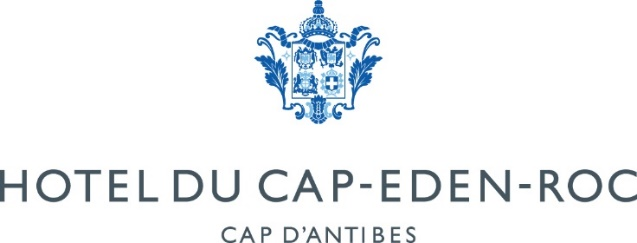 HOTEL DU CAP-EDEN-ROC
CAP D'ANTIBES